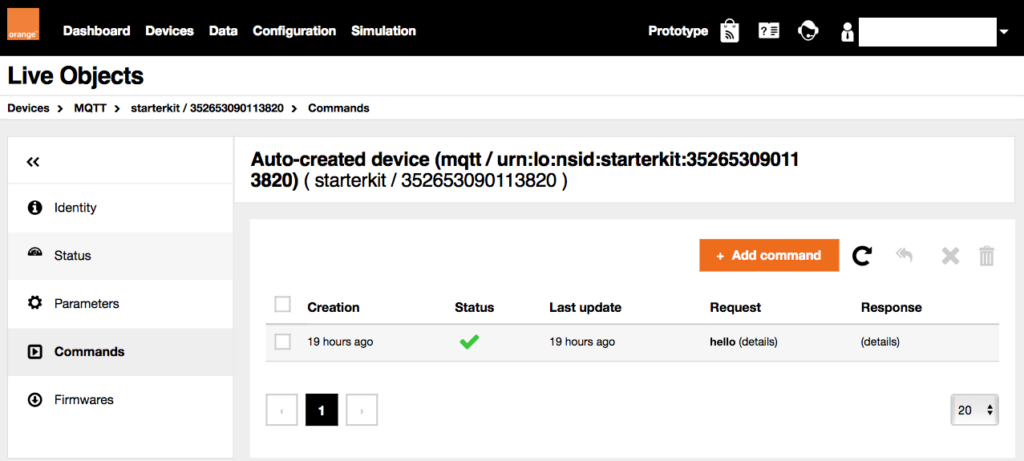 orange
Dashboard Devices Data Configuration Simulation Prototype
Live Objects
Devices > MQTT > starterkit / 352653090113820 > Commands
Auto-created device (mqtt / urn:lo:nsid:starterkit:35265309011
3820) ( starterkit / 352653090113820 )
Identity
Status
Parameters
Commands
Firmwares
+ Add command
Creation Status Last update Request Response
19 hours ago 19 hours ago hello (details) (details)
‹ 1 › 20